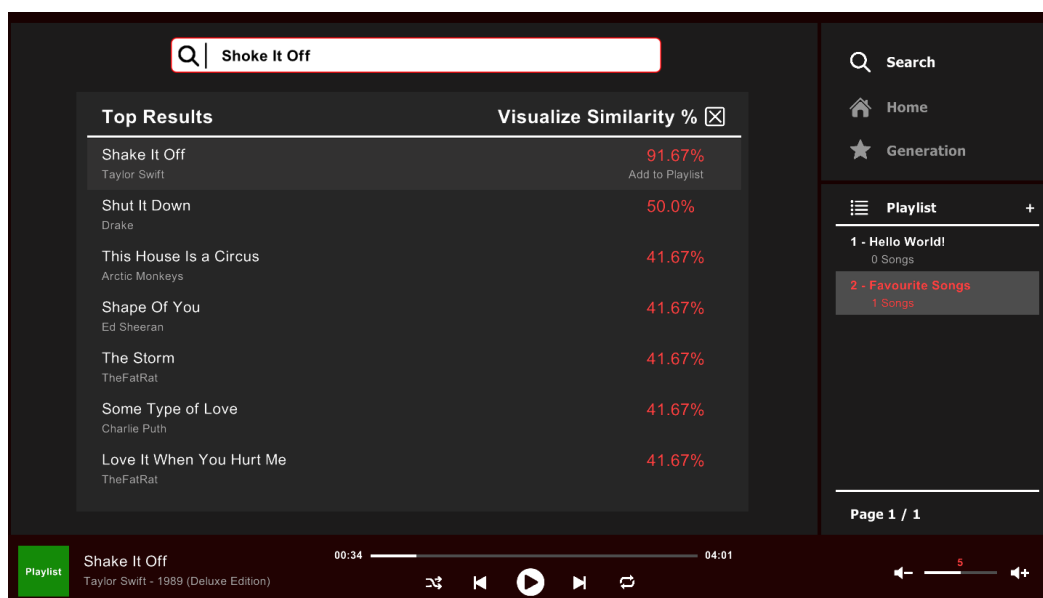 Shoke It Off
Top Results
Visualize Similarity %
Shake It Off
91.67%
Taylor Swift
Add to Playlist
Shut It Down
50.0%
Drake
This House Is a Circus
41.67%
Arctic Monkeys
Shape Of You
41.67%
Ed Sheeran
The Storm
41.67%
TheFatRat
Some Type of Love
41.67%
Charlie Puth
Love It When You Hurt Me
41.67%
TheFatRat
Search
Home
Generation
Playlist +
1 - Hello World!
0 Songs
2 - Favourite Songs
1 Songs
Page 1 / 1
Playlist
Shake It Off
Taylor Swift - 1989 (Deluxe Edition)
00:34
04:01
5